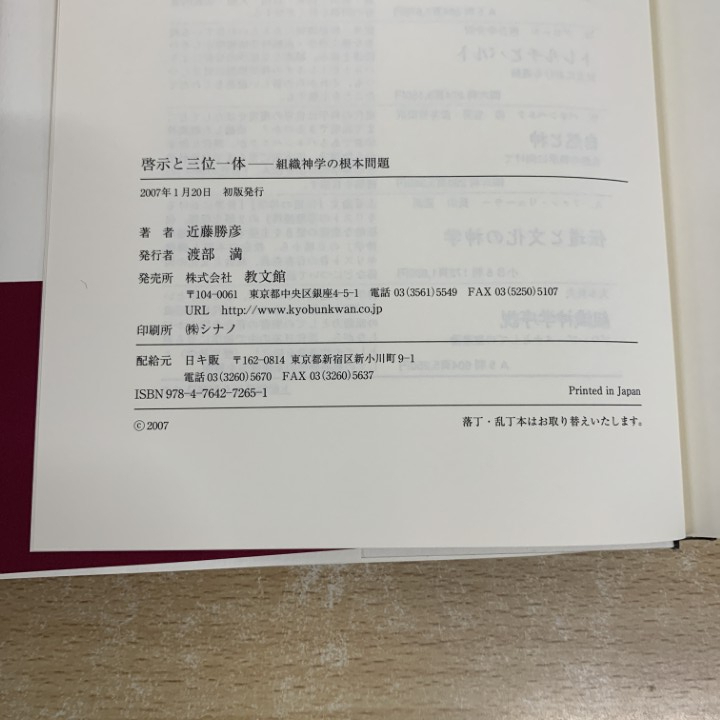 啓示と三位一体――組織神学の根本問題
2007年1月20日 初版発行
著 者 近藤勝彦
発行者 渡部 満
発売所 株式会社 教文館
〒104-0061 東京都中央区銀座4-5-1 電話 03(3561)5549 FAX 03(5250)5107
URL http://www.kyobunkwan.co.jp
印刷所 ㈱シナノ
配給元 日キ販 〒162-0814 東京都新宿区新小川町9-1
電話 03(3260)5670 FAX 03(3260)5637
ISBN 978-4-7642-7265-1 Printed in Japan
©2007 落丁・乱丁本はお取り替えいたします。